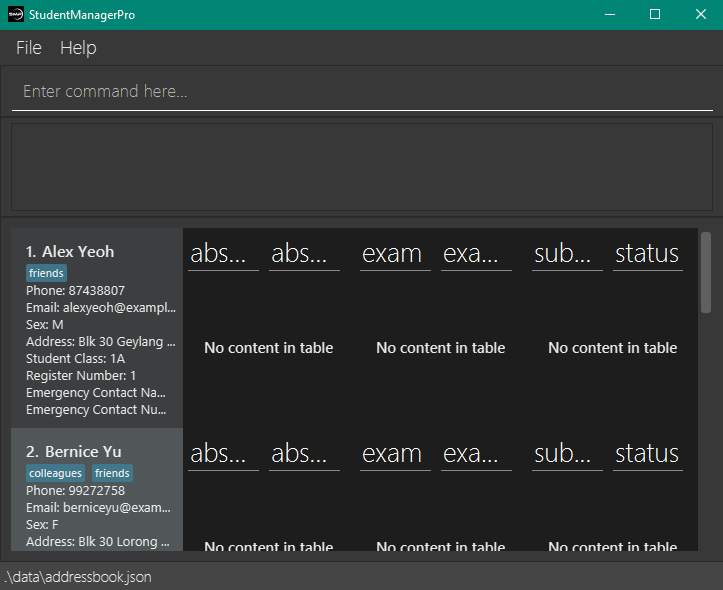 StudentManagerPro
File Help
Enter command here...
1. Alex Yeoh
friends
Phone: 87438807
Email: alexyeoh@exampl...
Sex: M
Address: Blk 30 Geylang ...
Student Class: 1A
Register Number: 1
Emergency Contact Na...
Emergency Contact Nu...
abs... abs... exam exa... sub... status
No content in table No content in table No content in table
2. Bernice Yu
colleagues friends
Phone: 99272758
Email: berniceyu@exam...
Sex: F
Address: Blk 30 Lorong ...
abs... abs... exam exa... sub... status
No content in table No content in table No content in table
.\data\addressbook.json